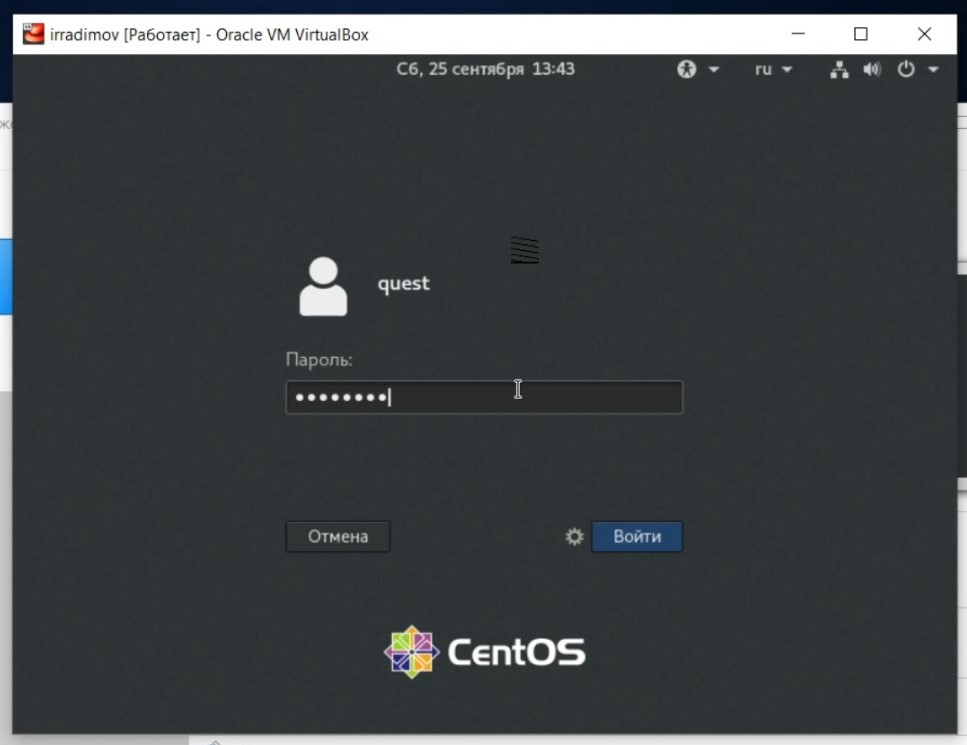 irradimov [Работает] - Oracle VM VirtualBox
Сб, 25 сентября 13:43
ru
quest
Пароль:
Отмена
Войти
CentOS